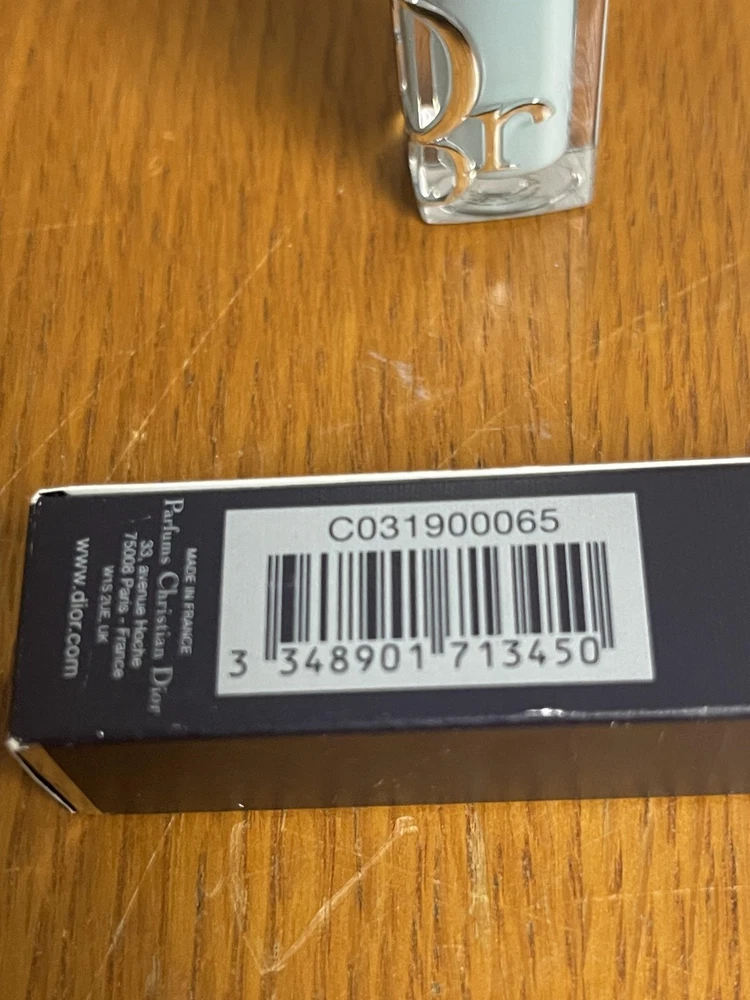 Dior
C031900065
3 348901 713450
MADE IN FRANCE
Parfums Christian Dior
33, avenue Hoche
75008 Paris - France
W1S 2UE, UK
www.dior.com